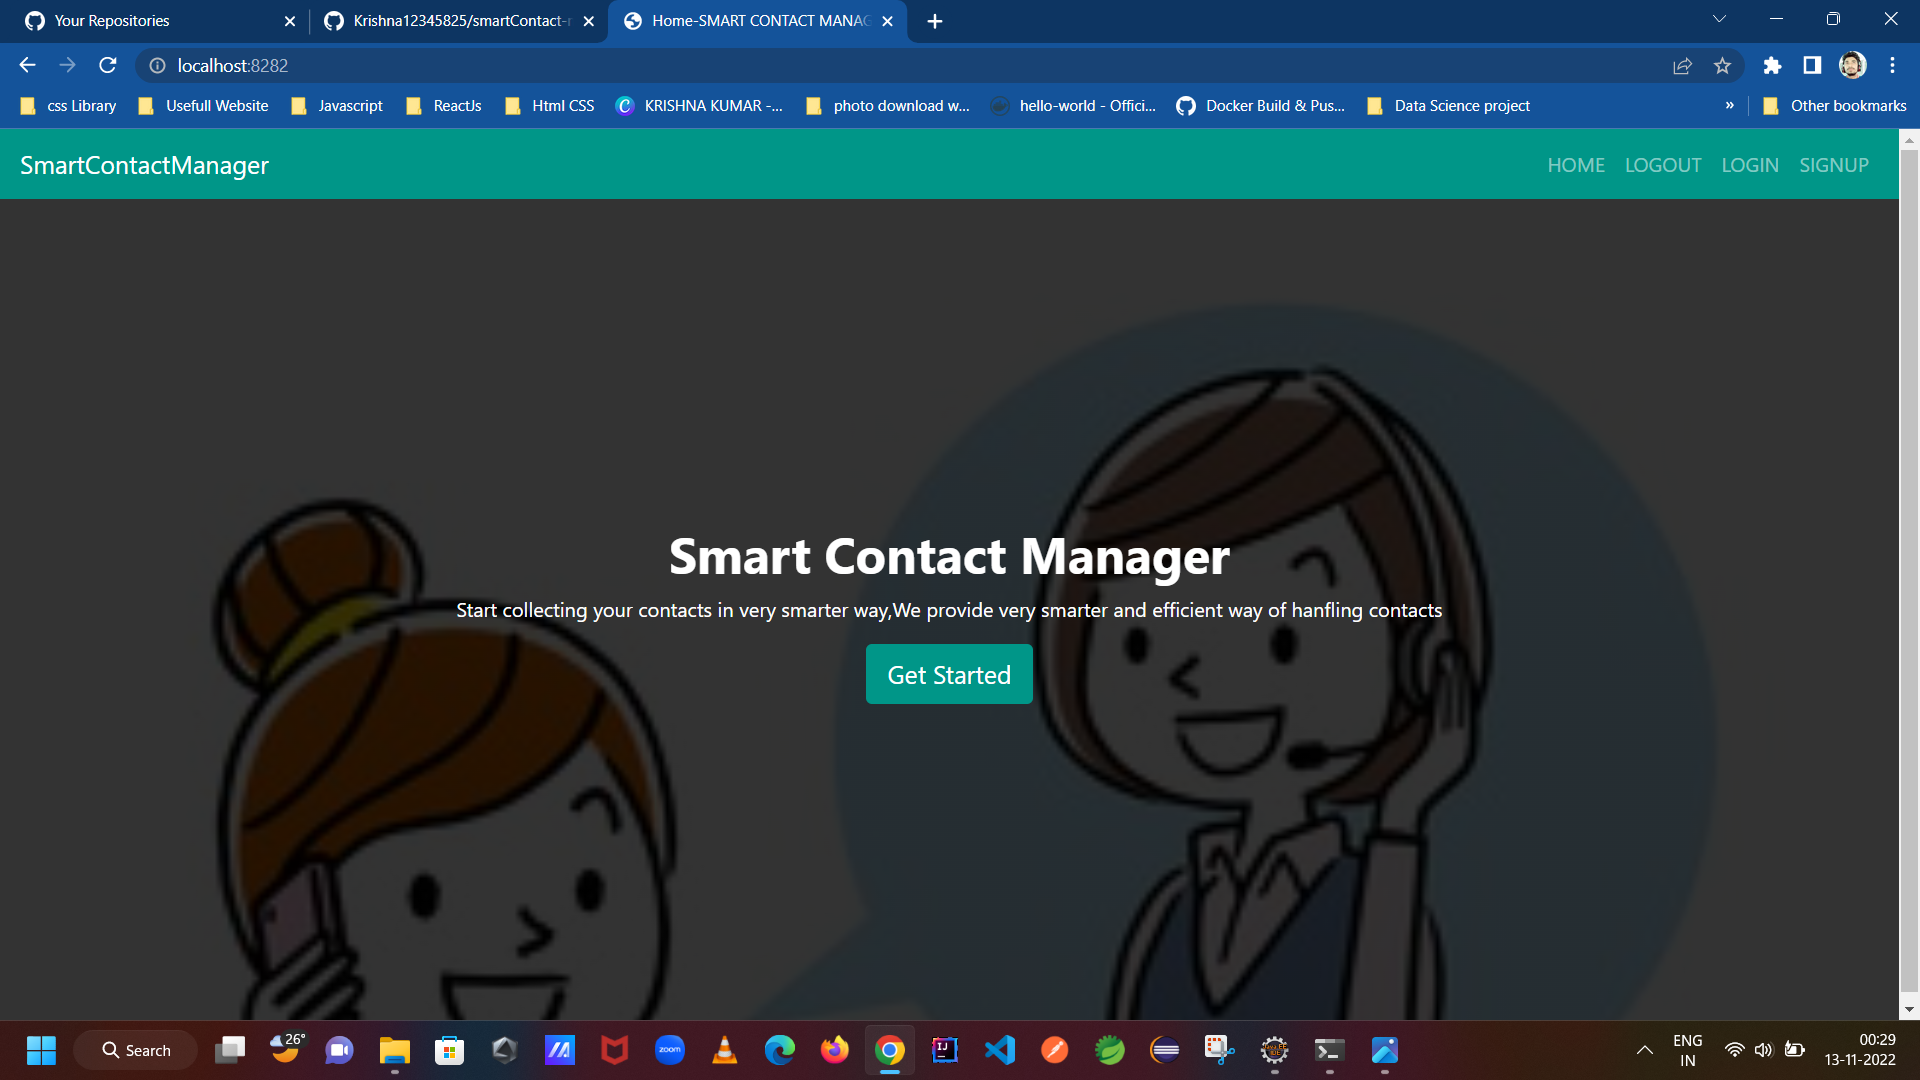 Your Repositories
Krishna12345825/smartContact-
Home-SMART CONTACT MANAG
localhost:8282
css Library
Usefull Website
Javascript
ReactJs
Html CSS
KRISHNA KUMAR -...
photo download w...
hello-world - Offici...
Docker Build & Pus...
Data Science project
»
Other bookmarks
SmartContactManager
HOME
LOGOUT
LOGIN
SIGNUP
Smart Contact Manager
Start collecting your contacts in very smarter way,We provide very smarter and efficient way of hanfling contacts
Get Started
Search
26°
zoom
ENG
IN
00:29
13-11-2022